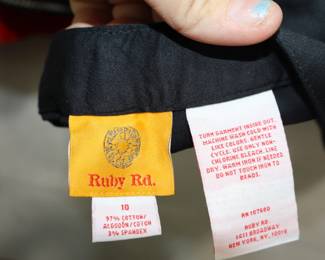 Ruby Rd.
10
97% COTTON/
ALGODON/COTON
3% SPANDEX
TURN GARMENT INSIDE OUT.
MACHINE WASH COLD WITH
LIKE COLORS. GENTLE
CYCLE. USE ONLY NON-
CHLORINE BLEACH. LINE
DRY. WARM IRON IF NEEDED.
DO NOT TOUCH IRON TO
BEADS.
RN
RUBY RD.
1411 BROADWAY
NEW YORK, NY. 10018